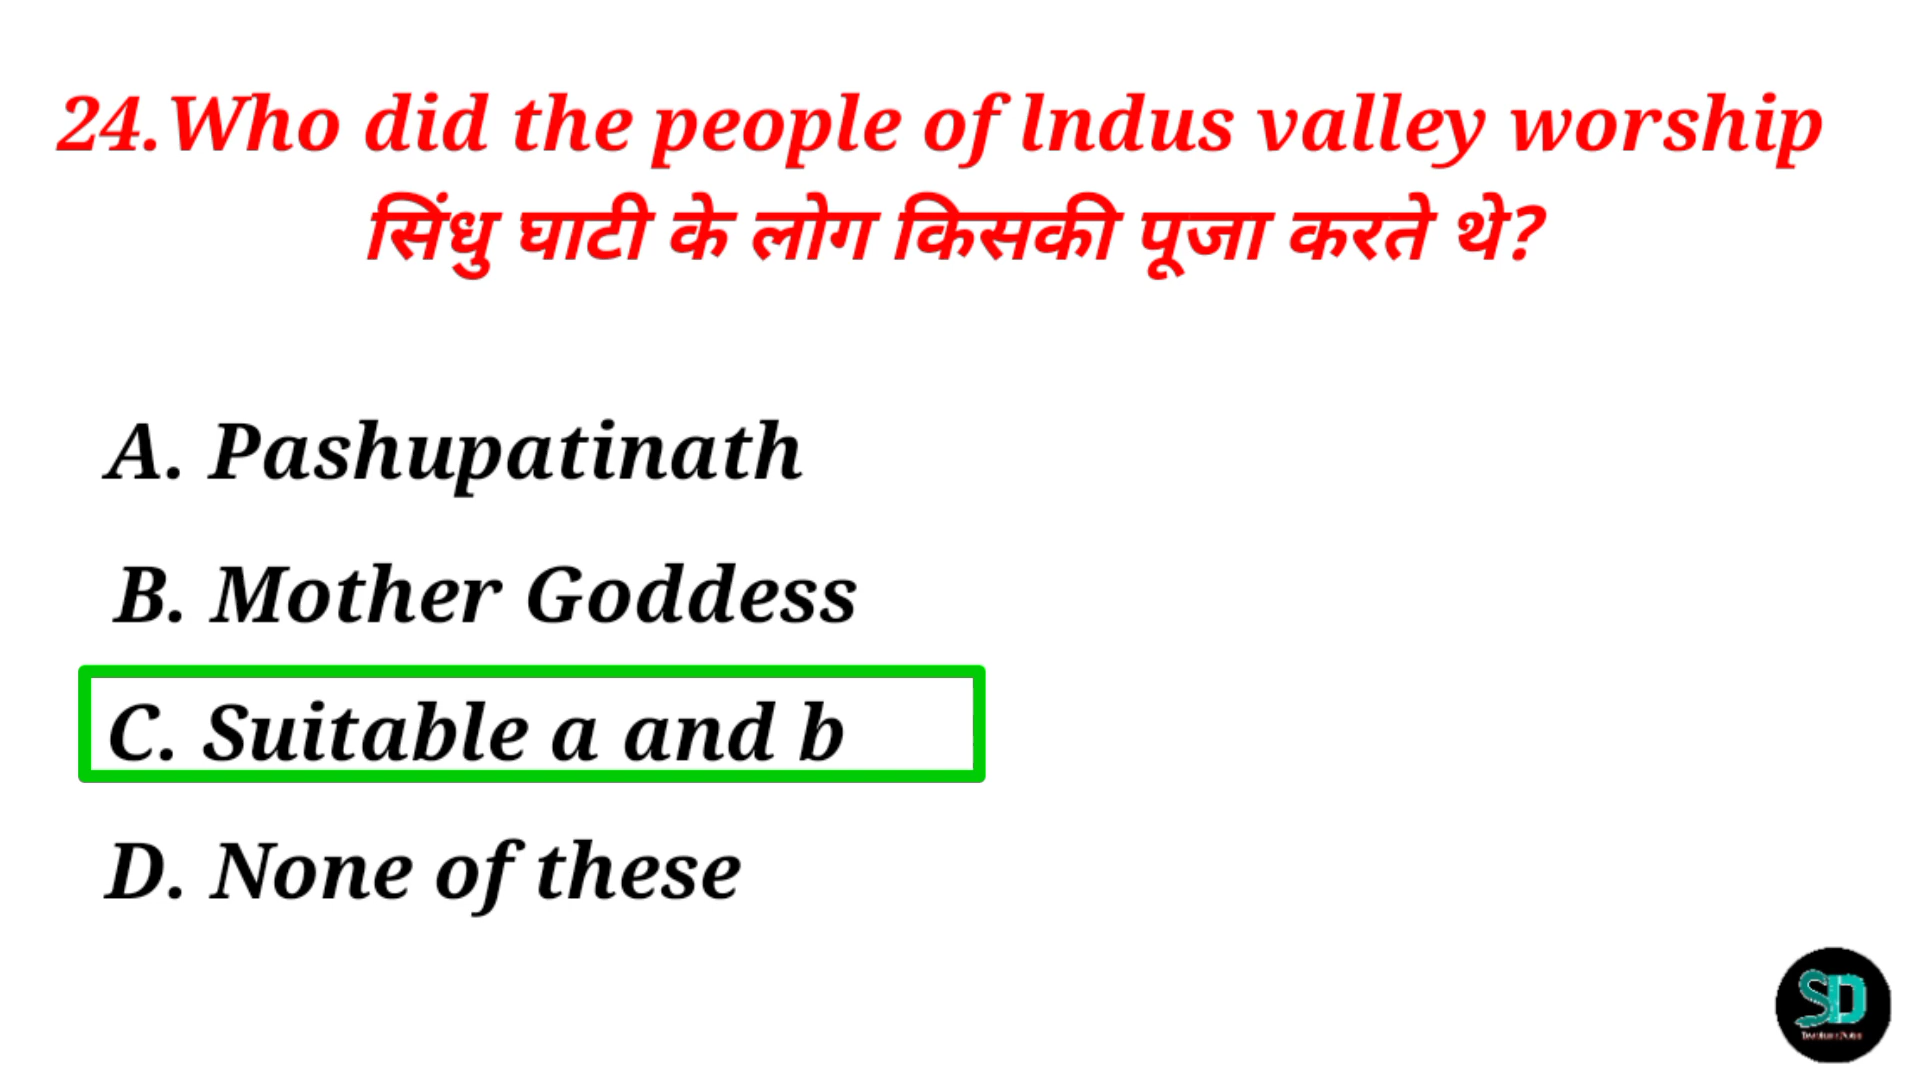 24.Who did the people of lndus valley worship
सिंधु घाटी के लोग किसकी पूजा करते थे?
A. Pashupatinath
B. Mother Goddess
C. Suitable a and b
D. None of these
SD